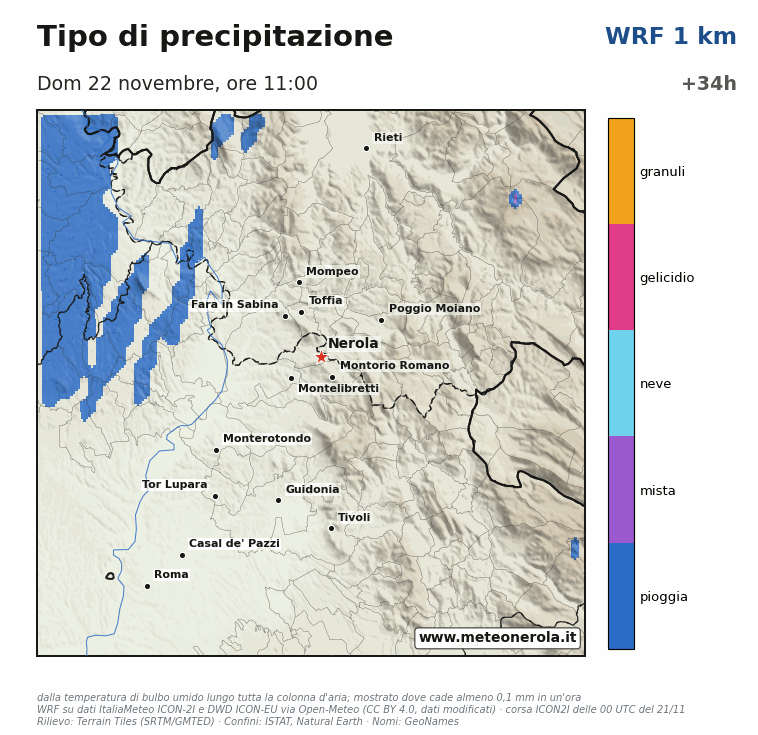 Tipo di precipitazione
WRF 1 km
Dom 22 novembre, ore 11:00
+34h
Rieti
granuli
gelicidio
Mompeo
Toffia
Fara in Sabina
Poggio Moiano
Nerola
Montorio Romano
Montelibretti
neve
Monterotondo
Tor Lupara
Guidonia
mista
Tivoli
Casal de' Pazzi
Roma
pioggia
www.meteonerola.it
dalla temperatura di bulbo umido lungo tutta la colonna d'aria; mostrato dove cade almeno 0,1 mm in un'ora
WRF su dati ItaliaMeteo ICON-2I e DWD ICON-EU via Open-Meteo (CC BY 4.0, dati modificati) · corsa ICON2I delle 00 UTC del 21/11
Rilievo: Terrain Tiles (SRTM/GMTED) · Confini: ISTAT, Natural Earth · Nomi: GeoNames